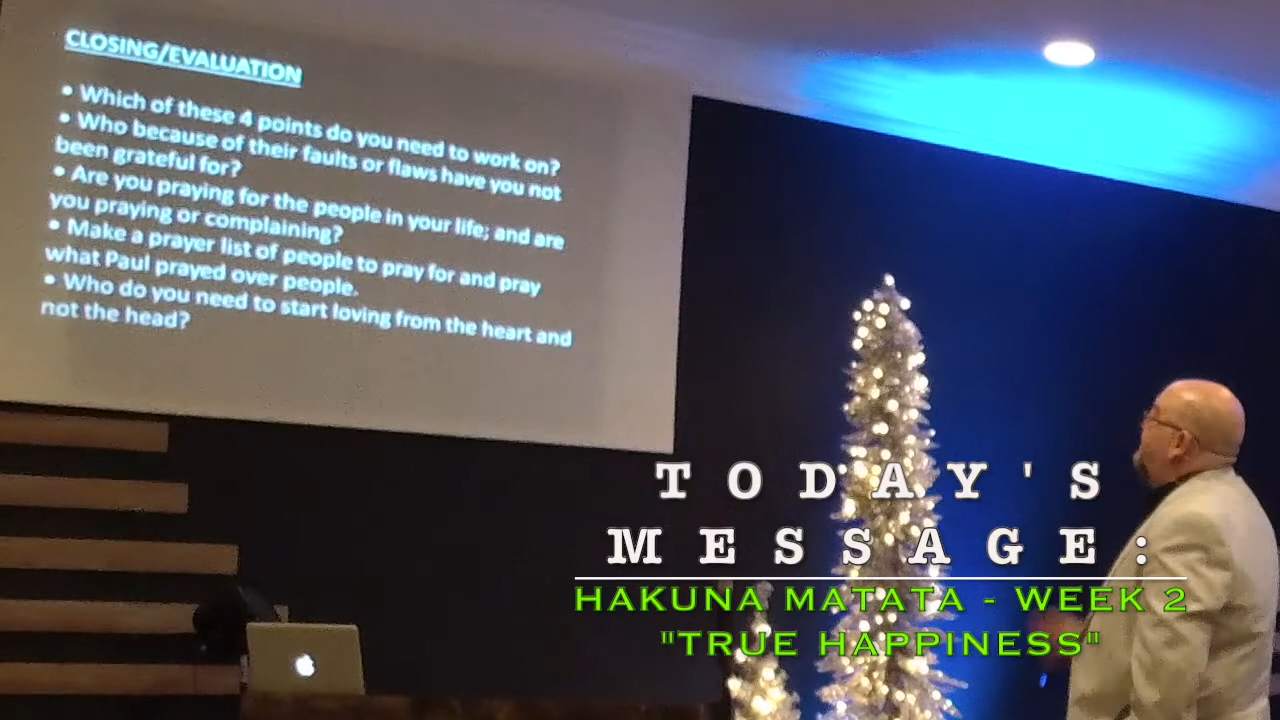 CLOSING/EVALUATION
• Which of these 4 points do you need to work on?
• Who because of their faults or flaws have you not
been grateful for?
• Are you praying for the people in your life; and are
you praying or complaining?
• Make a prayer list of people to pray for and pray
what Paul prayed over people.
• Who do you need to start loving from the heart and
not the head?
TODAY'S
MESSAGE:
HAKUNA MATATA - WEEK 2
"TRUE HAPPINESS"